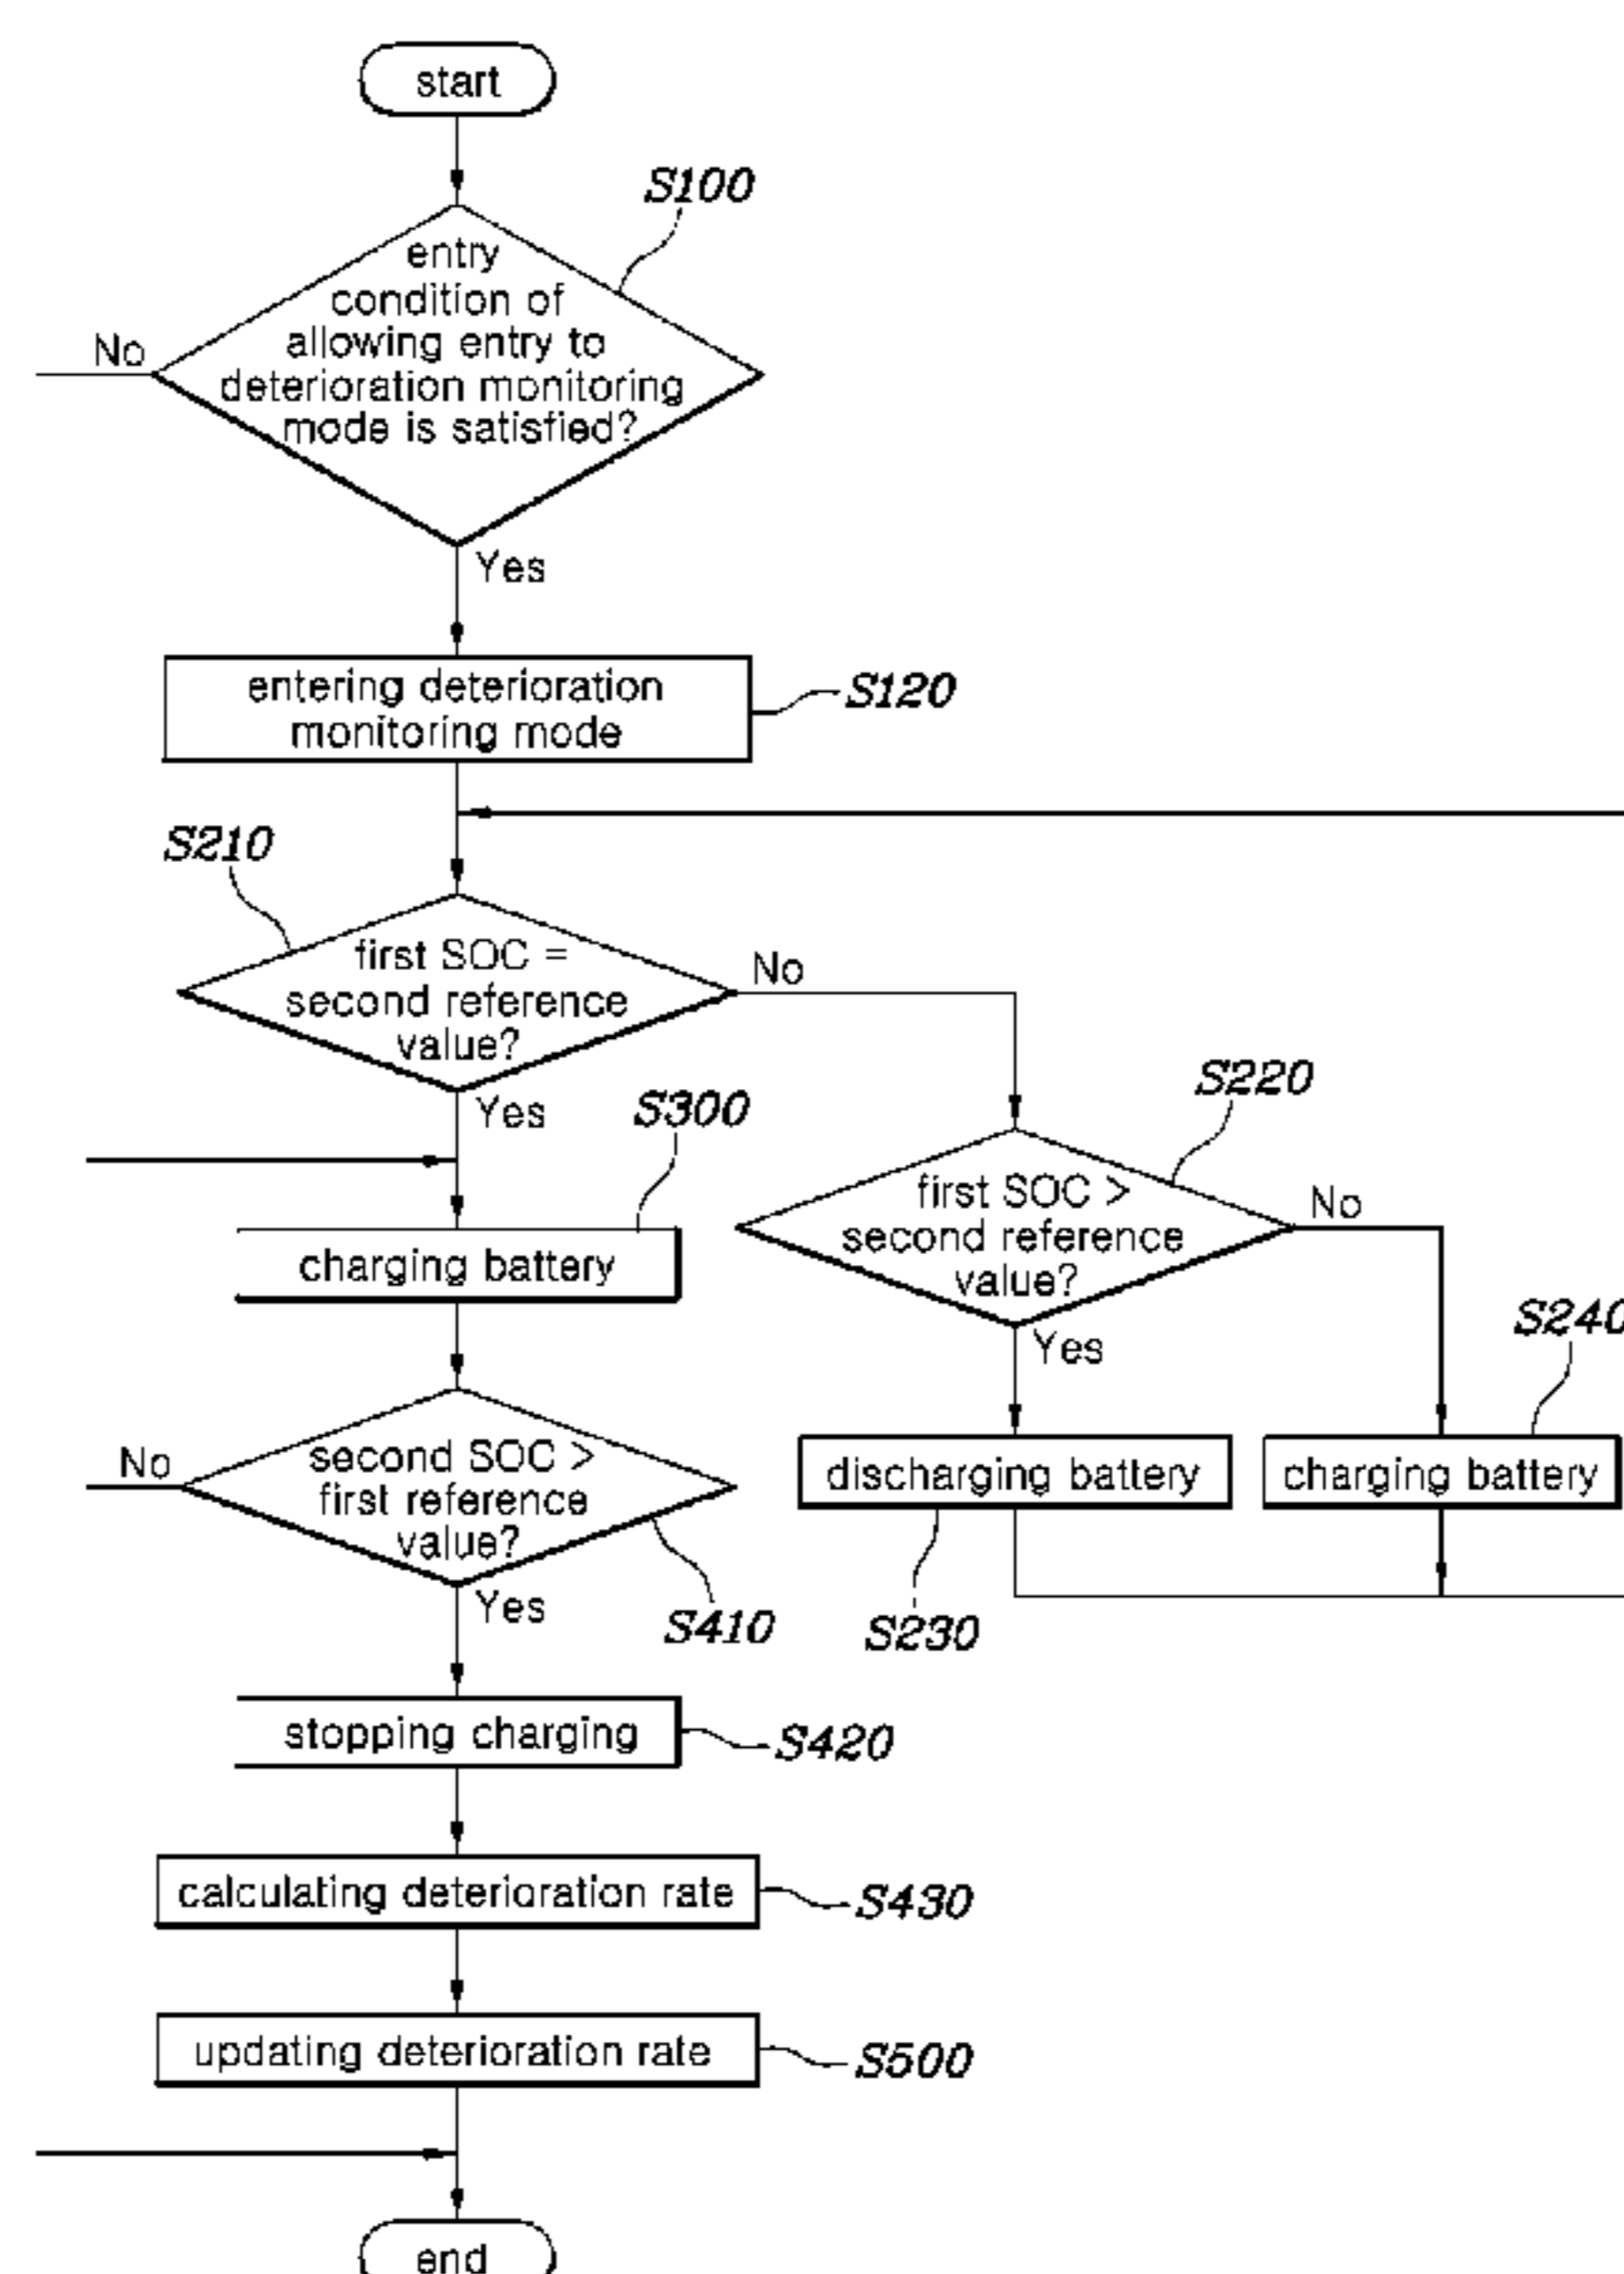 start
S100
entry
condition of
allowing entry to
deterioration monitoring
mode is satisfied?
No
Yes
entering deterioration
monitoring mode
S120
S210
first SOC =
second reference
value?
No
Yes
S300
S220
first SOC >
second reference
value?
No
Yes
charging battery
S240
second SOC >
first reference
value?
No
Yes
S410
discharging battery
charging battery
S230
stopping charging
S420
calculating deterioration rate
S430
updating deterioration rate
S500
end